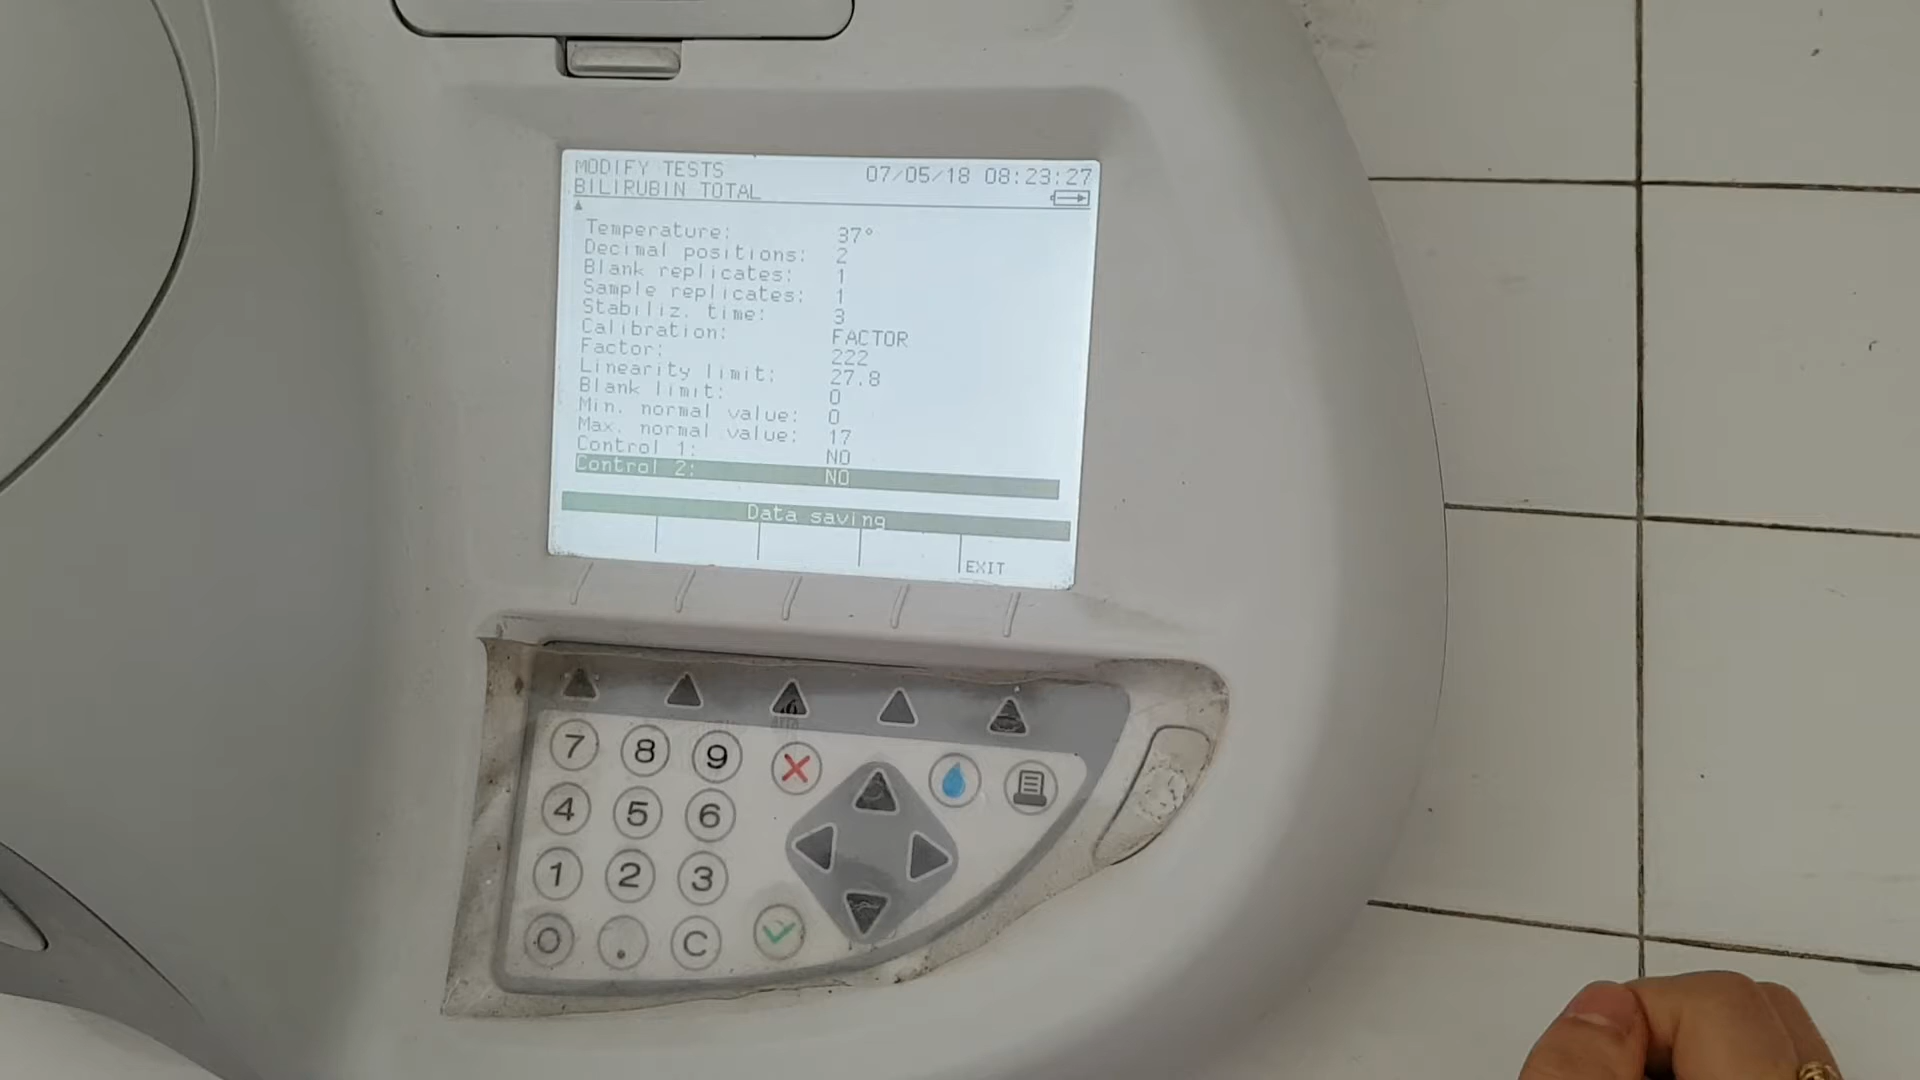 MODIFY TESTS 07/05/18 08:23:27
BILIRUBIN TOTAL
Temperature: 37°
Decimal positions: 2
Blank replicates: 1
Sample replicates: 1
Stabiliz. time: 3
Calibration: FACTOR
Factor: 222
Linearity limit: 27.8
Blank limit: 0
Min. normal value: 0
Max. normal value: 17
Control 1: NO
Control 2: NO
Data saving
EXIT
7 8 9
4 5 6
1 2 3
0 . C